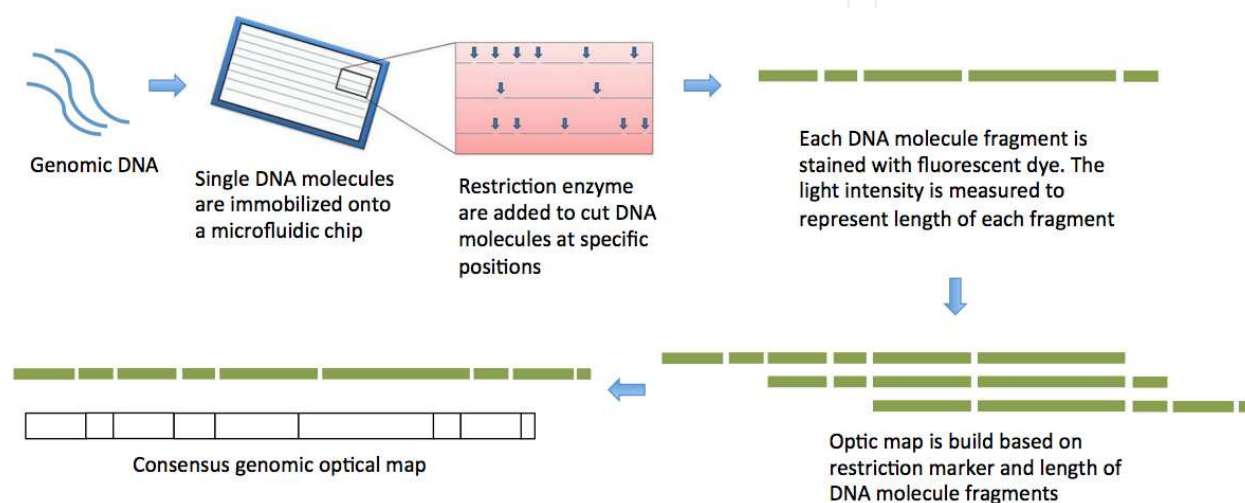 Genomic DNA
Single DNA molecules
are immobilized onto
a microfluidic chip
Restriction enzyme
are added to cut DNA
molecules at specific
positions
Each DNA molecule fragment is
stained with fluorescent dye. The
light intensity is measured to
represent length of each fragment
Optic map is build based on
restriction marker and length of
DNA molecule fragments
Consensus genomic optical map